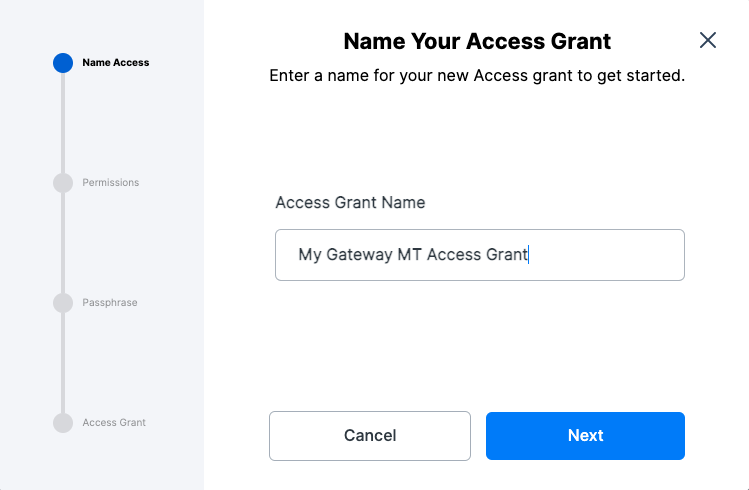 Name Access
Permissions
Passphrase
Access Grant
Name Your Access Grant
Enter a name for your new Access grant to get started.
Access Grant Name
My Gateway MT Access Grant
Cancel
Next